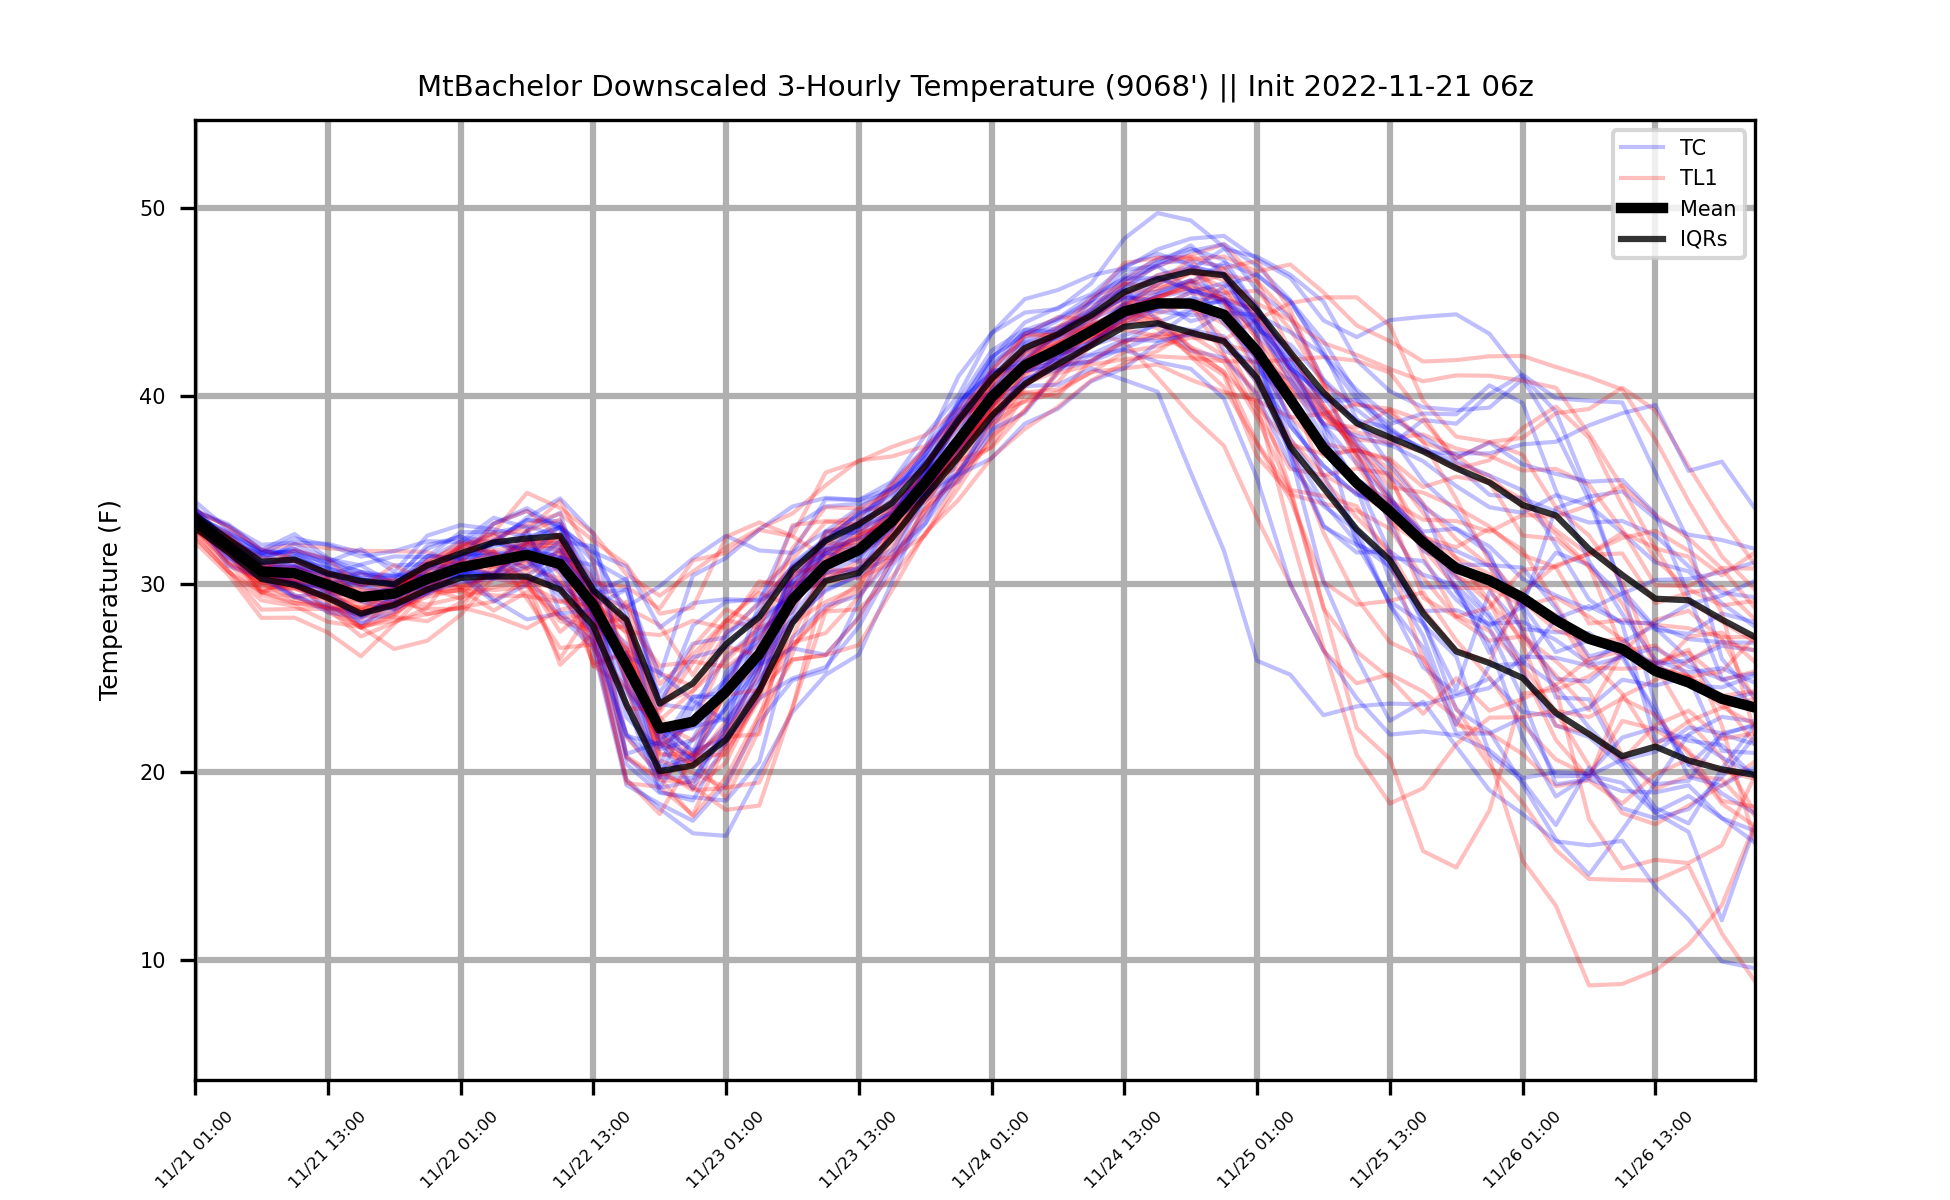 MtBachelor Downscaled 3-Hourly Temperature (9068') || Init 2022-11-21 06z
TC
TL1
Mean
IQRs
Temperature (F)
50
40
30
20
10
11/21 01:00
11/21 13:00
11/22 01:00
11/22 13:00
11/23 01:00
11/23 13:00
11/24 01:00
11/24 13:00
11/25 01:00
11/25 13:00
11/26 01:00
11/26 13:00